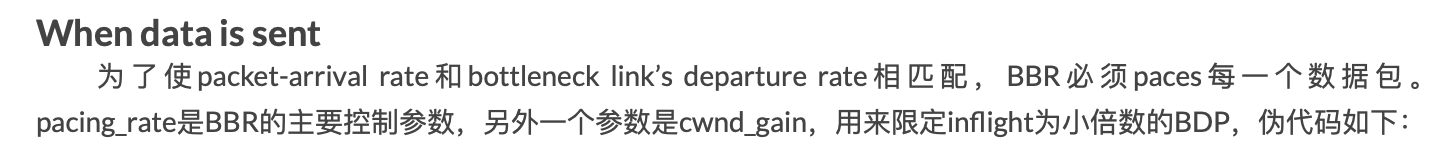 When data is sent
为了使packet-arrival rate和bottleneck link’s departure rate相匹配，BBR必须paces每一个数据包。
pacing_rate是BBR的主要控制参数，另外一个参数是cwnd_gain，用来限定inflight为小倍数的BDP，伪代码如下：